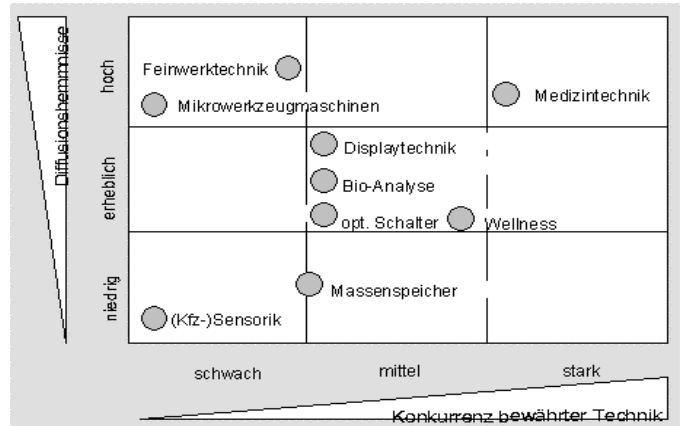 Diffusionshemmnisse
hoch
Feinwerktechnik
Mikrowerkzeugmaschinen
Medizintechnik
erheblich
Displaytechnik
Bio-Analyse
opt. Schalter
Wellness
niedrig
Massenspeicher
(Kfz-)Sensorik
schwach
mittel
stark
Konkurrenz bewährter Technik